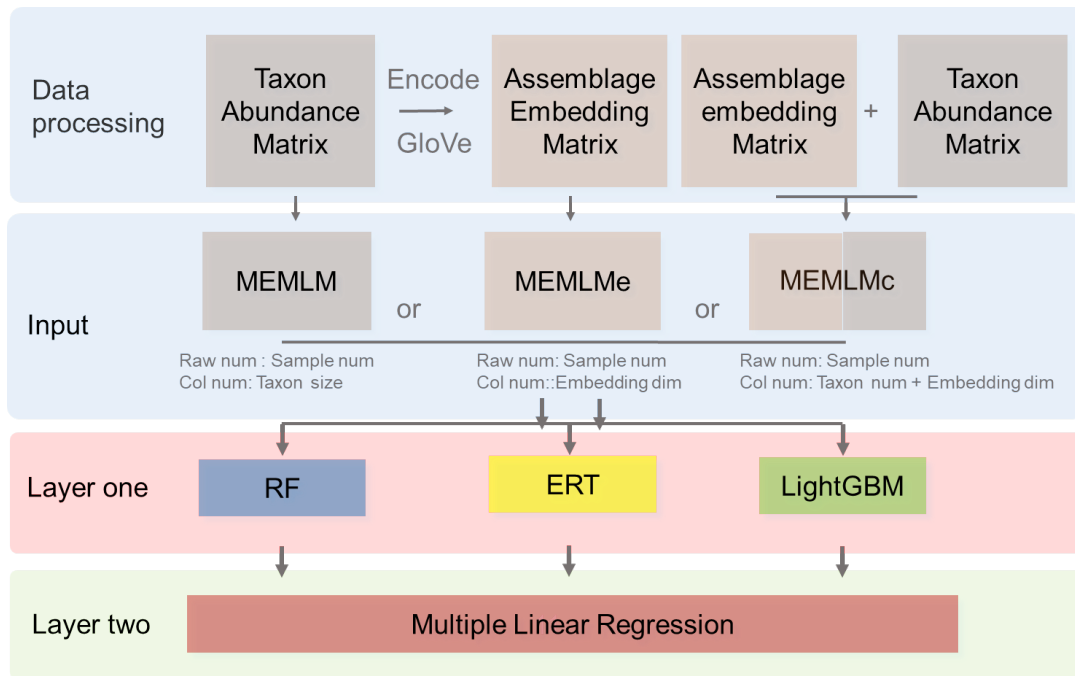 Data
processing
Taxon
Abundance
Matrix
Encode
GloVe
Assemblage
Embedding
Matrix
Assemblage
embedding
Matrix
+
Taxon
Abundance
Matrix
Input
MEMLM
or
MEMLMe
or
MEMLMc
Raw num : Sample num
Col num: Taxon size
Raw num: Sample num
Col num::Embedding dim
Raw num: Sample num
Col num: Taxon num + Embedding dim
Layer one
RF
ERT
LightGBM
Layer two
Multiple Linear Regression